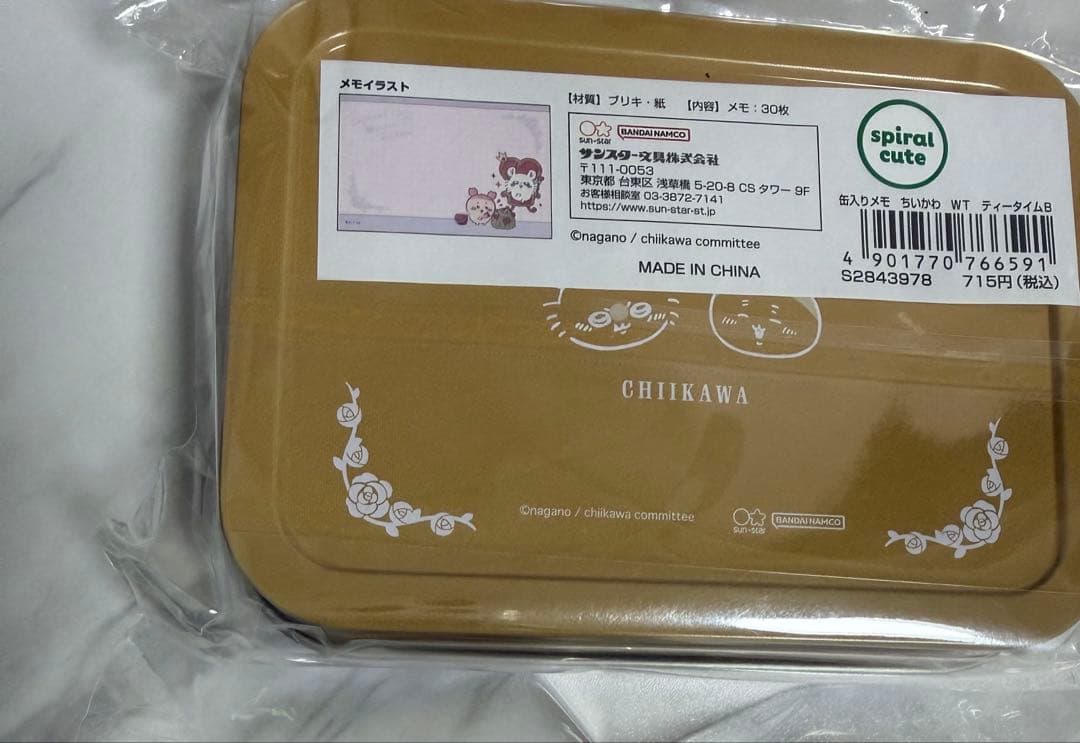 メモイラスト
【材質】ブリキ・紙 【内容】メモ：30枚
sun-star BANDAI NAMCO
サンスター文具株式会社
〒111-0053
東京都 台東区 浅草橋 5-20-8 CS タワー 9F
お客様相談室 03-3872-7141
https://www.sun-star-st.jp
©nagano / chiikawa committee
MADE IN CHINA
spiral
cute
缶入りメモ ちいかわ WT ティータイムB
4 901770 766591
S2843978 715円（税込）
CHIIKAWA
©nagano / chiikawa committee
sun-star BANDAI NAMCO